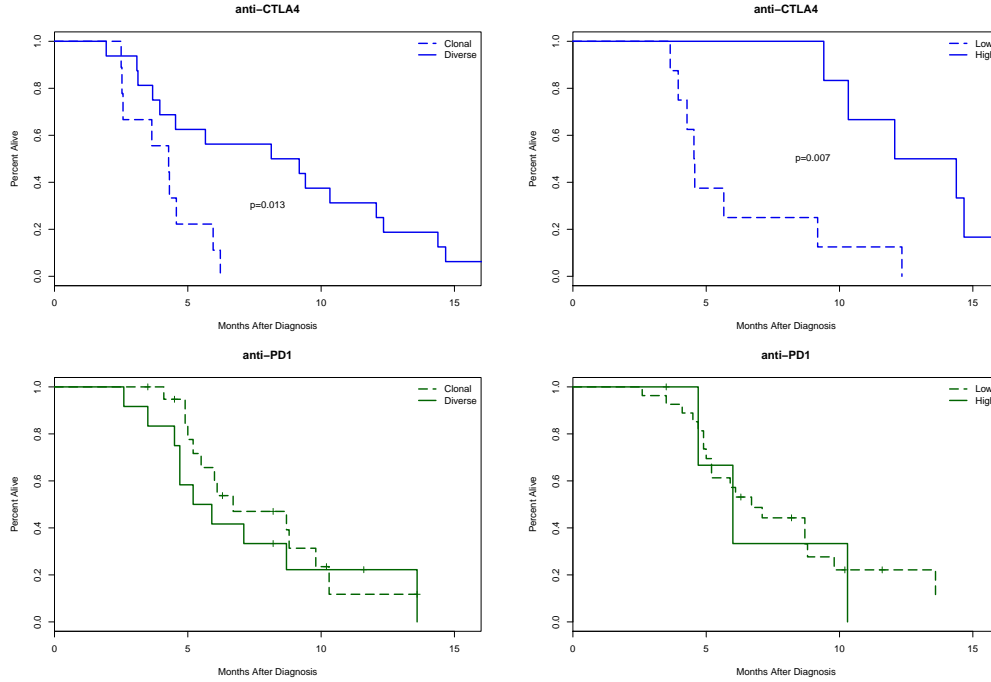 anti−CTLA4
Percent Alive
1.0
0.8
0.6
0.4
0.2
0.0
Clonal
Diverse
p=0.013
0 5 10 15
Months After Diagnosis
anti−CTLA4
Percent Alive
1.0
0.8
0.6
0.4
0.2
0.0
Low
High
p=0.007
0 5 10 15
Months After Diagnosis
anti−PD1
Percent Alive
1.0
0.8
0.6
0.4
0.2
0.0
Clonal
Diverse
0 5 10 15
Months After Diagnosis
anti−PD1
Percent Alive
1.0
0.8
0.6
0.4
0.2
0.0
Low
High
0 5 10 15
Months After Diagnosis